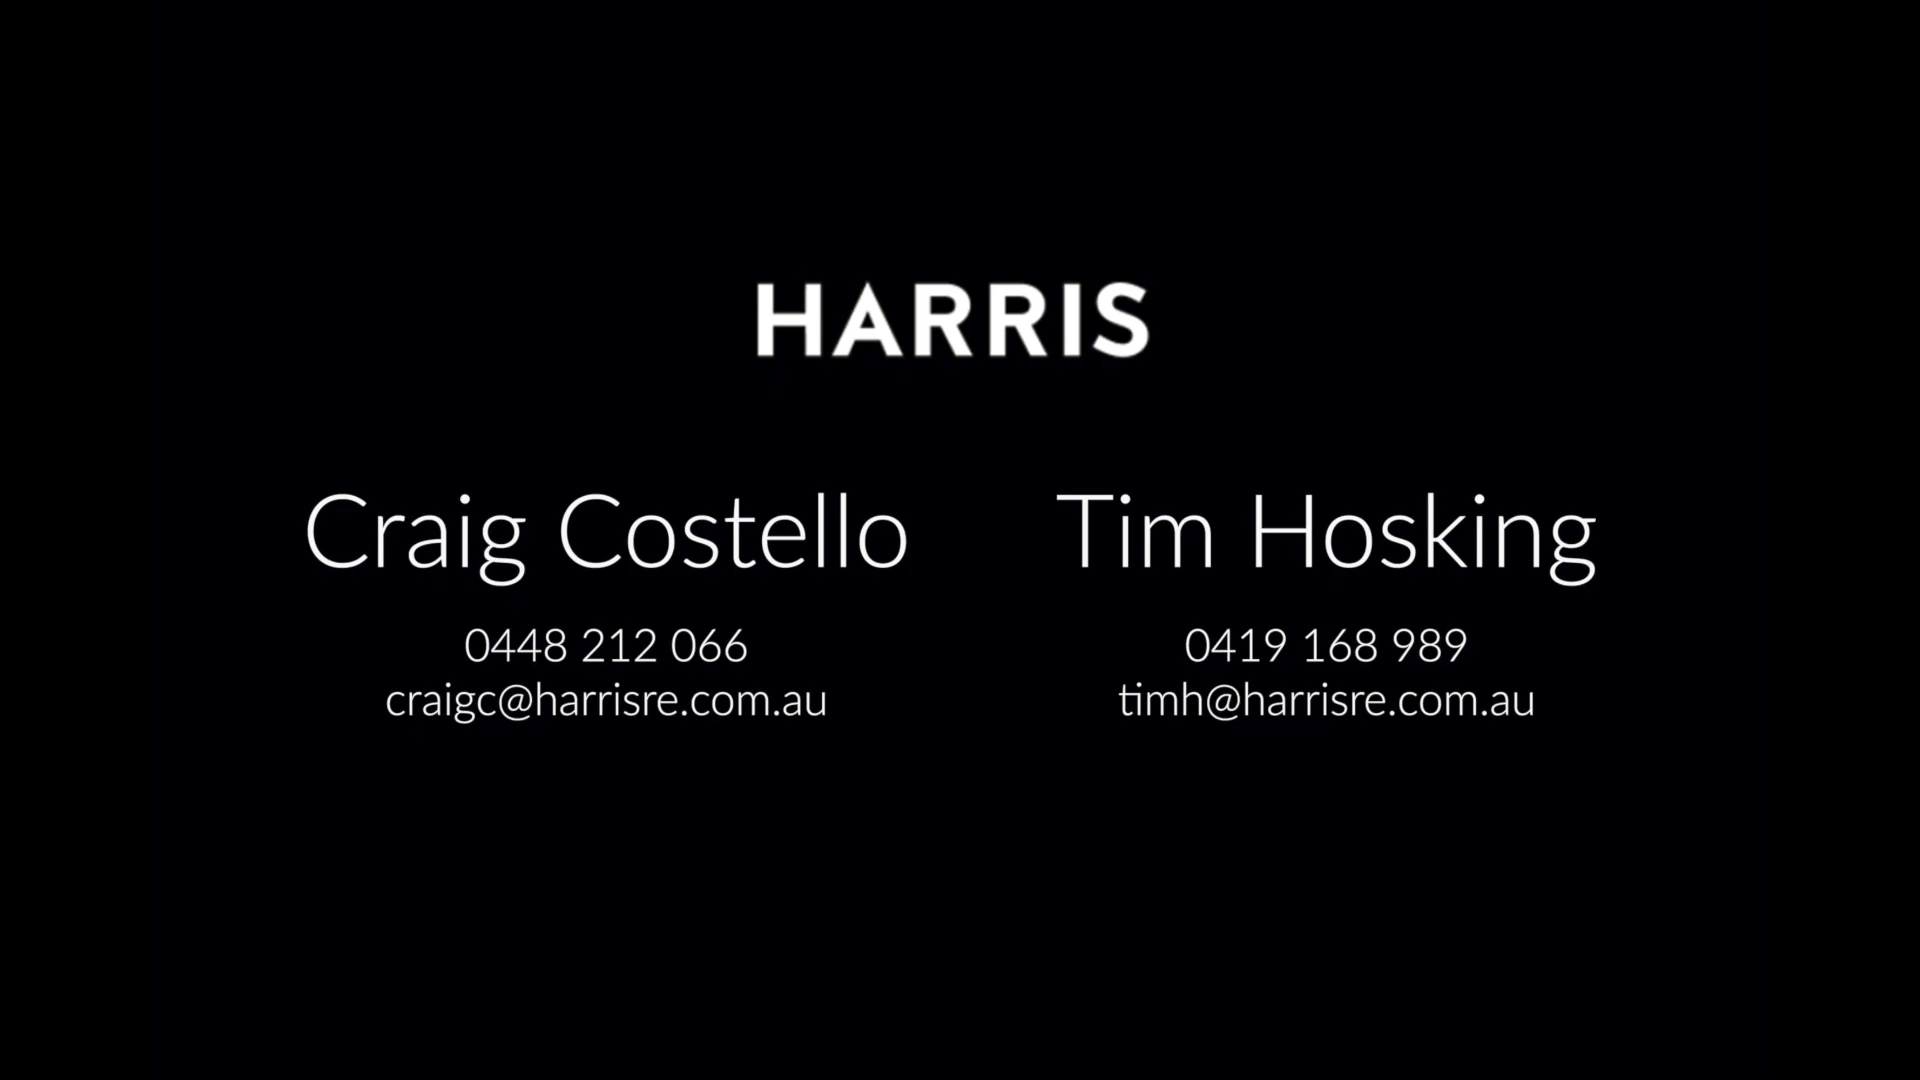 HARRIS
Craig Costello
0448 212 066
craigc@harrisre.com.au
Tim Hosking
0419 168 989
timh@harrisre.com.au